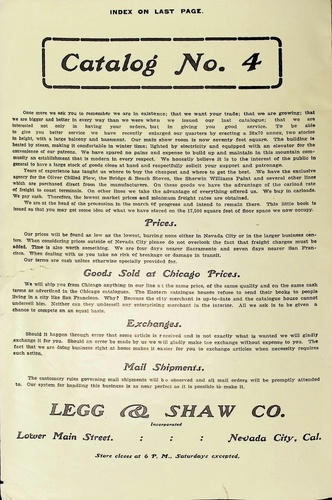 INDEX ON LAST PAGE.
Catalog No. 4
Once more we ask you to remember we are in existence; that we want your trade; that we are growing; that
we are bigger and better in every way than we were when we issued our last catalogue; that we are
interested not only in having your orders, but in giving you good service. To be able
to give you better service we have recently enlarged our quarters by erecting a 30x70 annex, two stories
in height, with a large balcony and basement. Our main show room is now seventy feet square. The building is
heated by steam, making it comfortable in winter time; lighted by electricity and equipped with an elevator for the
convenience of our patrons. We have spared no pains and expense to build up and maintain in this mountain com-
munity an establishment that is modern in every respect. We honestly believe it is to the interest of the public in
general to have a large stock of goods close at hand and respectfully solicit your support and patronage.
Years of experience has taught us where to buy the cheapest and where to get the best. We have the exclusive
agency for the Oliver Chilled Plow, the Bridge & Beach Stoves, the Sherwin Williams Paint and several other lines
which are purchased direct from the manufacturers. On these goods we have the advantage of the carload rate
of freight to coast terminals. On other lines we take the advantage of everything offered us. We buy in carloads.
We pay cash. Therefore, the lowest market prices and minimum freight rates are obtained.
We are at the head of the procession in the march of progress and intend to remain there. This little book is
issued so that you may get some idea of what we have stored on the 17,500 square feet of floor space we now occupy.
Prices.
Our prices will be found as low as the lowest, buying more either in Nevada City or in the larger business cen-
ters. When considering prices outside of Nevada City please do not overlook the fact that freight charges must be
added. Time is also worth something. We are four days nearer Sacramento and seven days nearer San Fran-
cisco. When dealing with us you take no risk of breakage or damage in transit.
Our terms are cash unless otherwise specially provided for.
Goods Sold at Chicago Prices.
We will ship you from Chicago anything in our line at the same price, of the same quality and on the same cash
terms as advertised in the Chicago catalogues. The Eastern catalogue houses refuse to send their books to people
living in a city like San Francisco. Why? Because the city merchant is up-to-date and the catalogue house cannot
undersell him. Neither can they undersell any enterprising merchant in the interior. All we ask is to be given a
chance to compete on an equal basis.
Exchanges.
Should it happen through error that some article is received and is not exactly what is wanted we will gladly
exchange it for you. Should an error be made by us we will gladly make the exchange without expense to you. The
fact that we are doing business right at home makes it easier for you to exchange articles when necessity requires
such action.
Mail Shipments.
The customary rules governing mail shipments will be observed and all mail orders will be promptly attended
to. Our system for handling this business is as near perfect as it is possible to make it.
LEGG & SHAW CO.
Incorporated
Lower Main Street. : : : Nevada City, Cal.
Store closes at 6 P. M., Saturdays excepted.